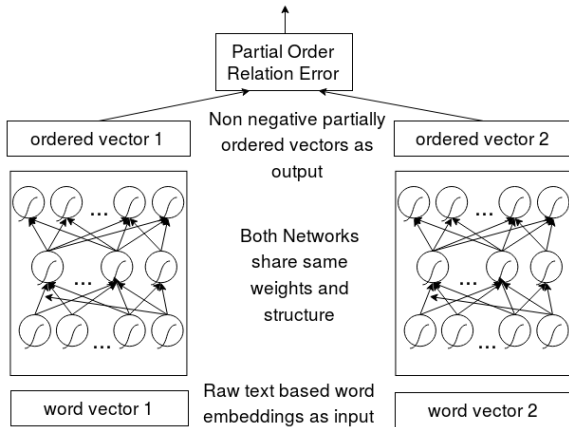 Partial Order
Relation Error
ordered vector 1
Non negative partially
ordered vectors as
output
ordered vector 2
...
...
Both Networks
share same
weights and
structure
...
...
...
...
word vector 1
Raw text based word
embeddings as input
word vector 2